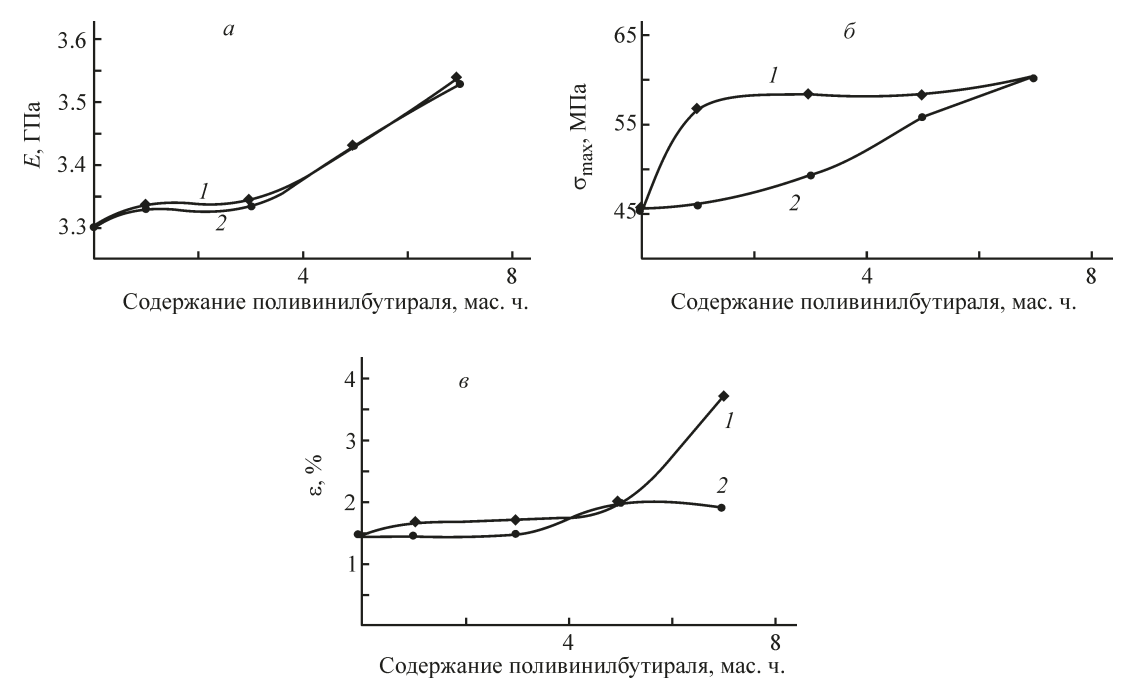 а
3.6
3.5
3.4
3.3
E, ГПа
1
2
4
8
Содержание поливинилбутираля, мас. ч.
б
65
55
45
σmax, МПа
1
2
4
8
Содержание поливинилбутираля, мас. ч.
в
4
3
2
1
ε, %
1
2
4
8
Содержание поливинилбутираля, мас. ч.